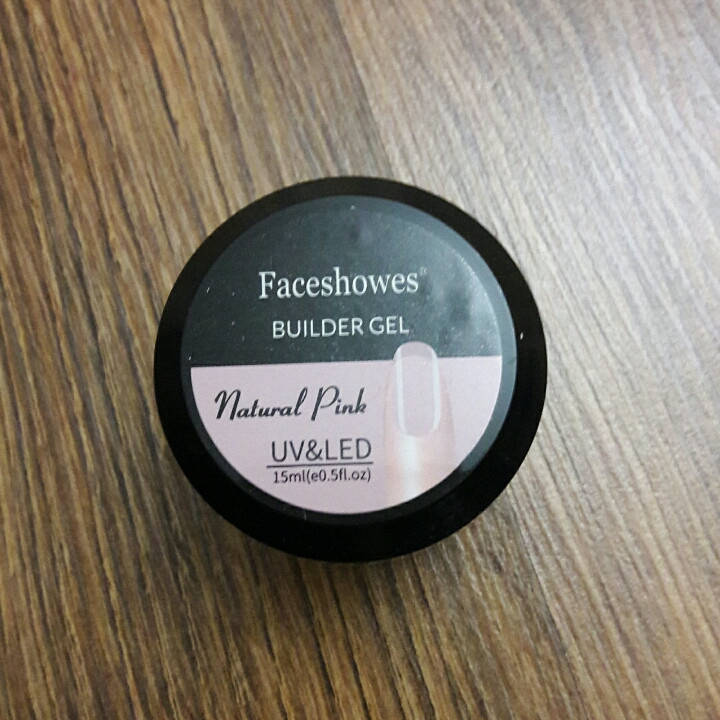 Faceshowes®
BUILDER GEL
Natural Pink
UV&LED
15ml(e0.5fl.oz)